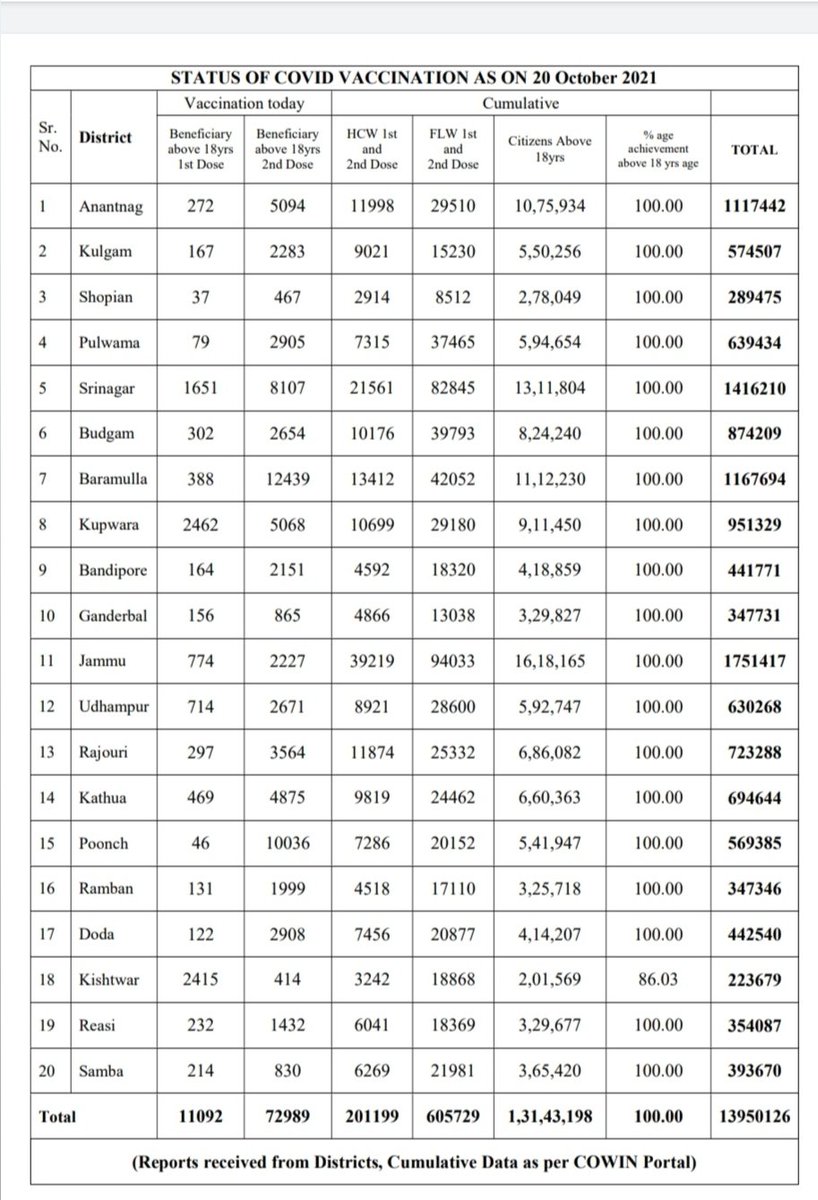 STATUS OF COVID VACCINATION AS ON 20 October 2021
Vaccination today Cumulative
Sr. No. District Beneficiary above 18yrs 1st Dose Beneficiary above 18yrs 2nd Dose HCW 1st and 2nd Dose FLW 1st and 2nd Dose Citizens Above 18yrs % age achievement above 18 yrs age TOTAL
1 Anantnag 272 5094 11998 29510 10,75,934 100.00 1117442
2 Kulgam 167 2283 9021 15230 5,50,256 100.00 574507
3 Shopian 37 467 2914 8512 2,78,049 100.00 289475
4 Pulwama 79 2905 7315 37465 5,94,654 100.00 639434
5 Srinagar 1651 8107 21561 82845 13,11,804 100.00 1416210
6 Budgam 302 2654 10176 39793 8,24,240 100.00 874209
7 Baramulla 388 12439 13412 42052 11,12,230 100.00 1167694
8 Kupwara 2462 5068 10699 29180 9,11,450 100.00 951329
9 Bandipore 164 2151 4592 18320 4,18,859 100.00 441771
10 Ganderbal 156 865 4866 13038 3,29,827 100.00 347731
11 Jammu 774 2227 39219 94033 16,18,165 100.00 1751417
12 Udhampur 714 2671 8921 28600 5,92,747 100.00 630268
13 Rajouri 297 3564 11874 25332 6,86,082 100.00 723288
14 Kathua 469 4875 9819 24462 6,60,363 100.00 694644
15 Poonch 46 10036 7286 20152 5,41,947 100.00 569385
16 Ramban 131 1999 4518 17110 3,25,718 100.00 347346
17 Doda 122 2908 7456 20877 4,14,207 100.00 442540
18 Kishtwar 2415 414 3242 18868 2,01,569 86.03 223679
19 Reasi 232 1432 6041 18369 3,29,677 100.00 354087
20 Samba 214 830 6269 21981 3,65,420 100.00 393670
Total 11092 72989 201199 605729 1,31,43,198 100.00 13950126
(Reports received from Districts, Cumulative Data as per COWIN Portal)